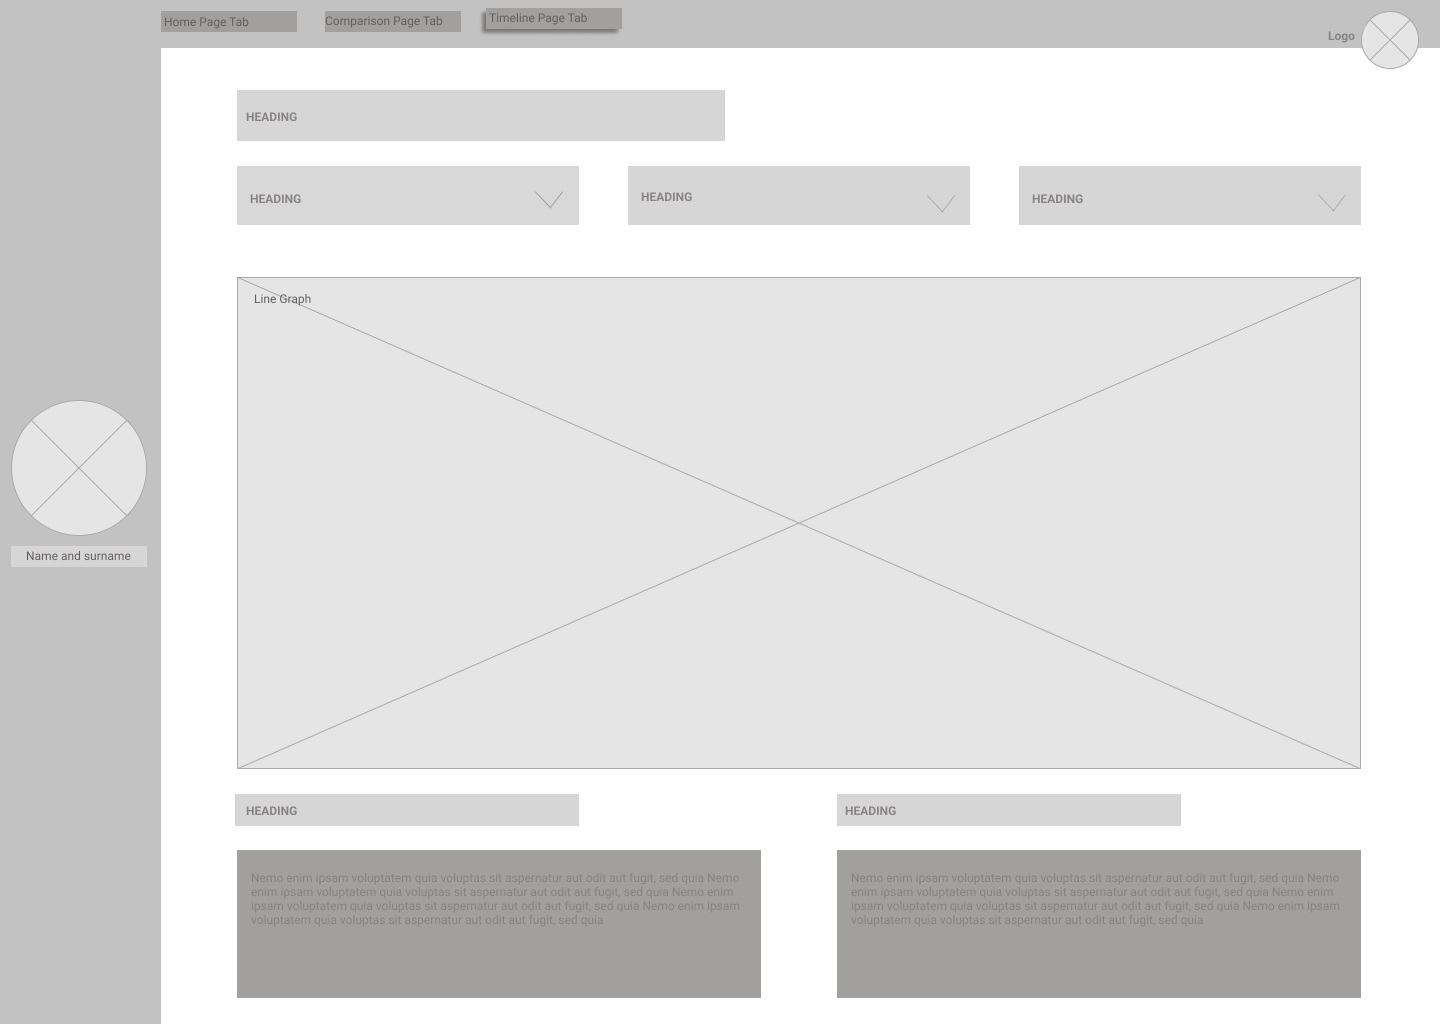 Home Page Tab
Comparison Page Tab
Timeline Page Tab
Logo
HEADING
HEADING
HEADING
HEADING
Line Graph
Name and surname
HEADING
HEADING
Nemo enim ipsam voluptatem quia voluptas sit aspernatur aut odit aut fugit, sed quia Nemo
enim ipsam voluptatem quia voluptas sit aspernatur aut odit aut fugit, sed quia Nemo enim
ipsam voluptatem quia voluptas sit aspernatur aut odit aut fugit, sed quia Nemo enim ipsam
voluptatem quia voluptas sit aspernatur aut odit aut fugit, sed quia
Nemo enim ipsam voluptatem quia voluptas sit aspernatur aut odit aut fugit, sed quia Nemo
enim ipsam voluptatem quia voluptas sit aspernatur aut odit aut fugit, sed quia Nemo enim
ipsam voluptatem quia voluptas sit aspernatur aut odit aut fugit, sed quia Nemo enim ipsam
voluptatem quia voluptas sit aspernatur aut odit aut fugit, sed quia